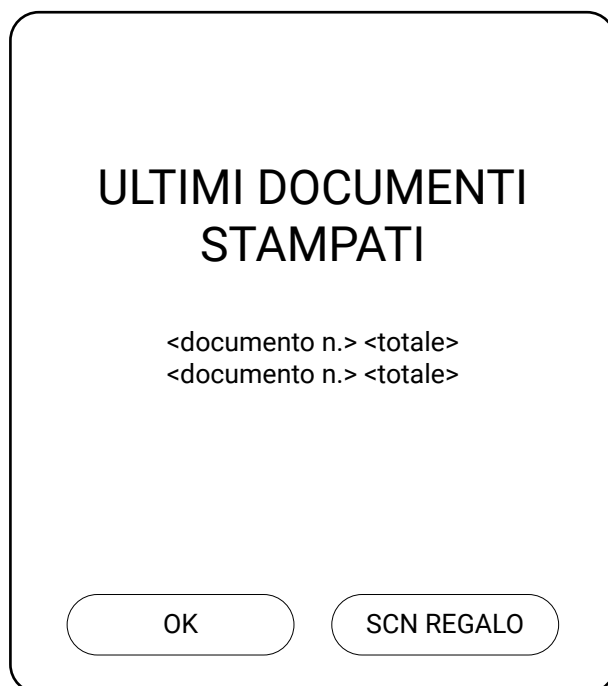 ULTIMI DOCUMENTI
STAMPATI
<documento n.> <totale>
<documento n.> <totale>
OK
SCN REGALO